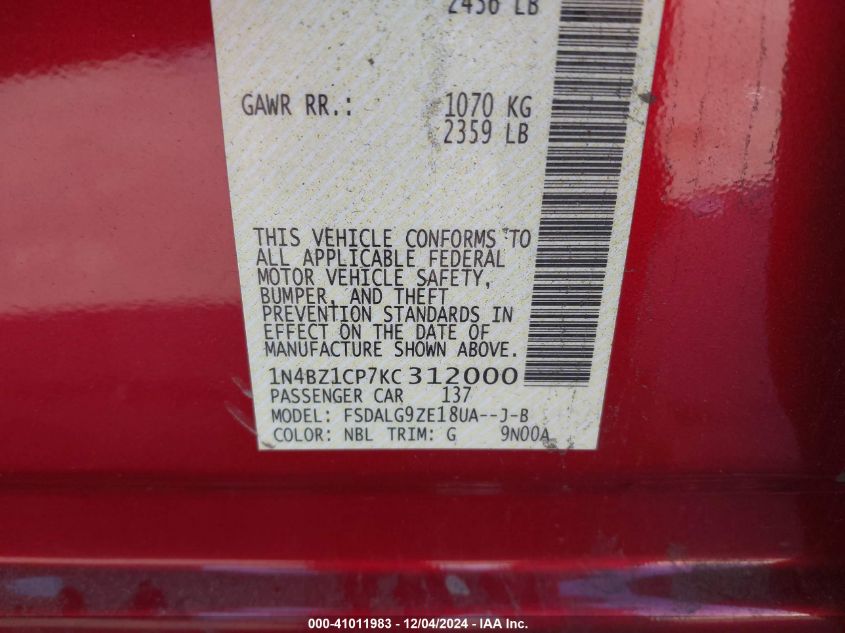 2456 LB
GAWR RR.: 1070 KG
2359 LB
THIS VEHICLE CONFORMS TO
ALL APPLICABLE FEDERAL
MOTOR VEHICLE SAFETY,
BUMPER, AND THEFT
PREVENTION STANDARDS IN
EFFECT ON THE DATE OF
MANUFACTURE SHOWN ABOVE.
1N4BZ1CP7KC312000
PASSENGER CAR 137
MODEL: FSDALG9ZE18UA--J-B
COLOR: NBL TRIM: G 9N00A
000-41011983 - 12/04/2024 - IAA Inc.